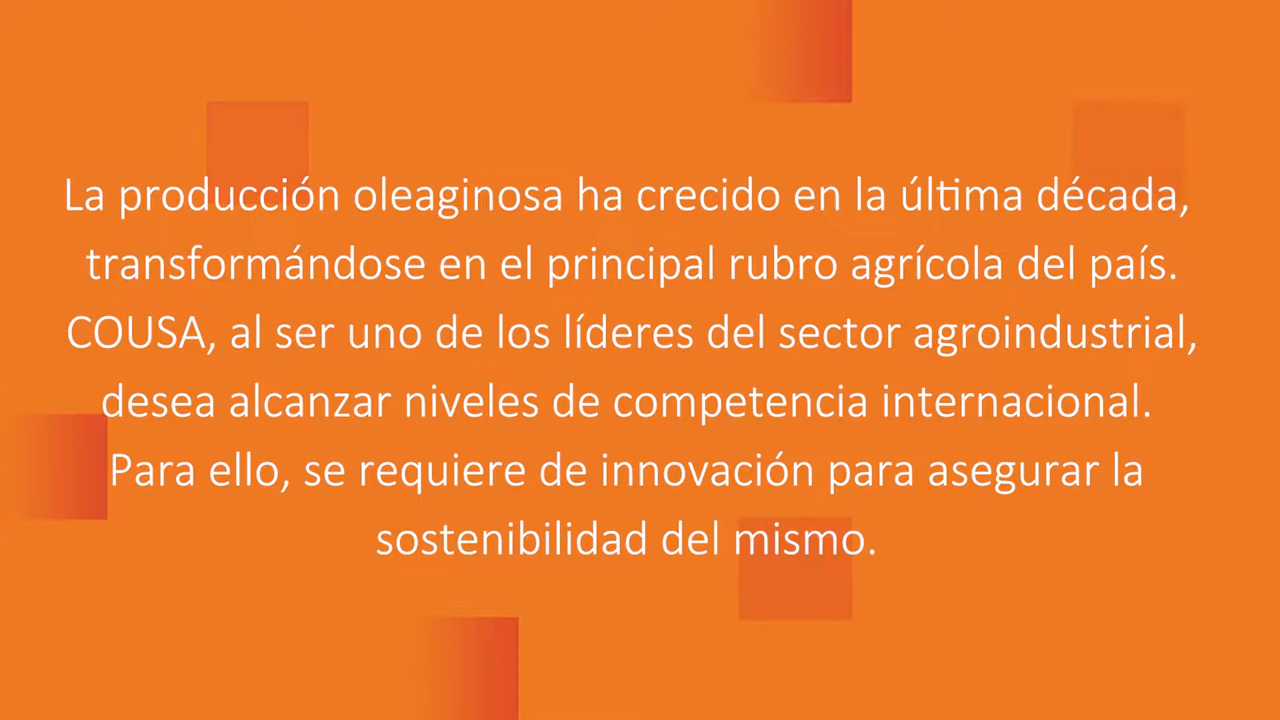 La producción oleaginosa ha crecido en la última década,
transformándose en el principal rubro agrícola del país.
COUSA, al ser uno de los líderes del sector agroindustrial,
desea alcanzar niveles de competencia internacional.
Para ello, se requiere de innovación para asegurar la
sostenibilidad del mismo.